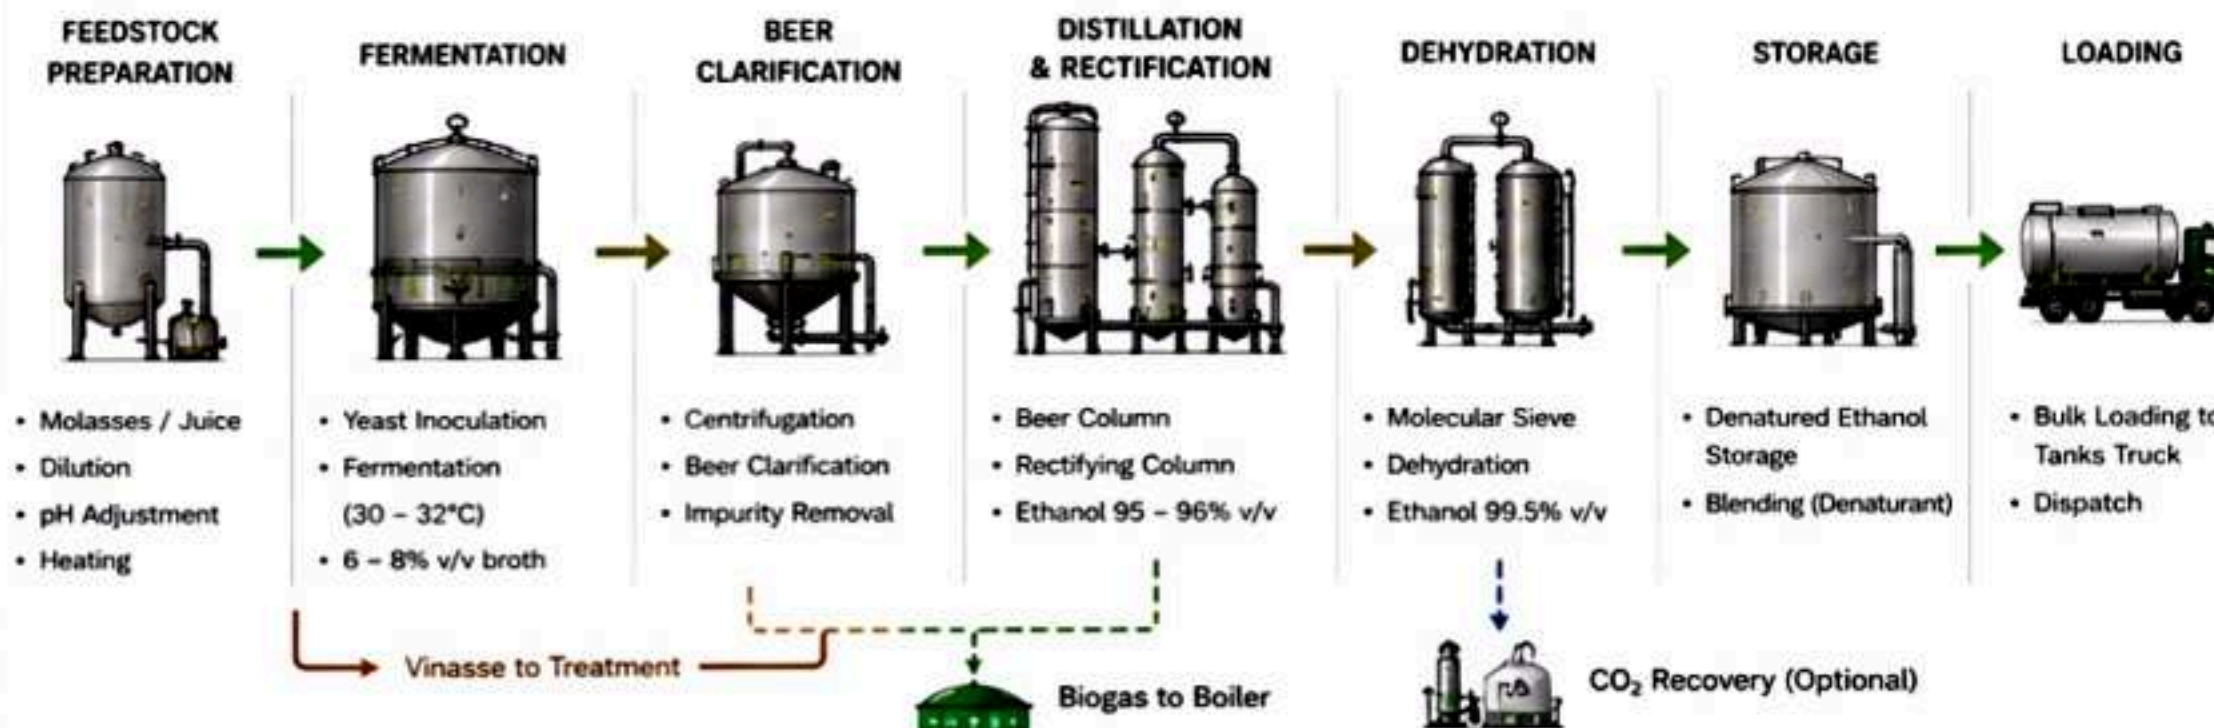 FEEDSTOCK
PREPARATION
• Molasses / Juice
• Dilution
• pH Adjustment
• Heating
FERMENTATION
• Yeast Inoculation
• Fermentation
(30 – 32°C)
• 6 – 8% v/v broth
BEER
CLARIFICATION
• Centrifugation
• Beer Clarification
• Impurity Removal
DISTILLATION
& RECTIFICATION
• Beer Column
• Rectifying Column
• Ethanol 95 – 96% v/v
DEHYDRATION
• Molecular Sieve
• Dehydration
• Ethanol 99.5% v/v
STORAGE
• Denatured Ethanol
Storage
• Blending (Denaturant)
LOADING
• Bulk Loading to
Tanks Truck
• Dispatch
Vinasse to Treatment
Biogas to Boiler
CO₂ Recovery (Optional)